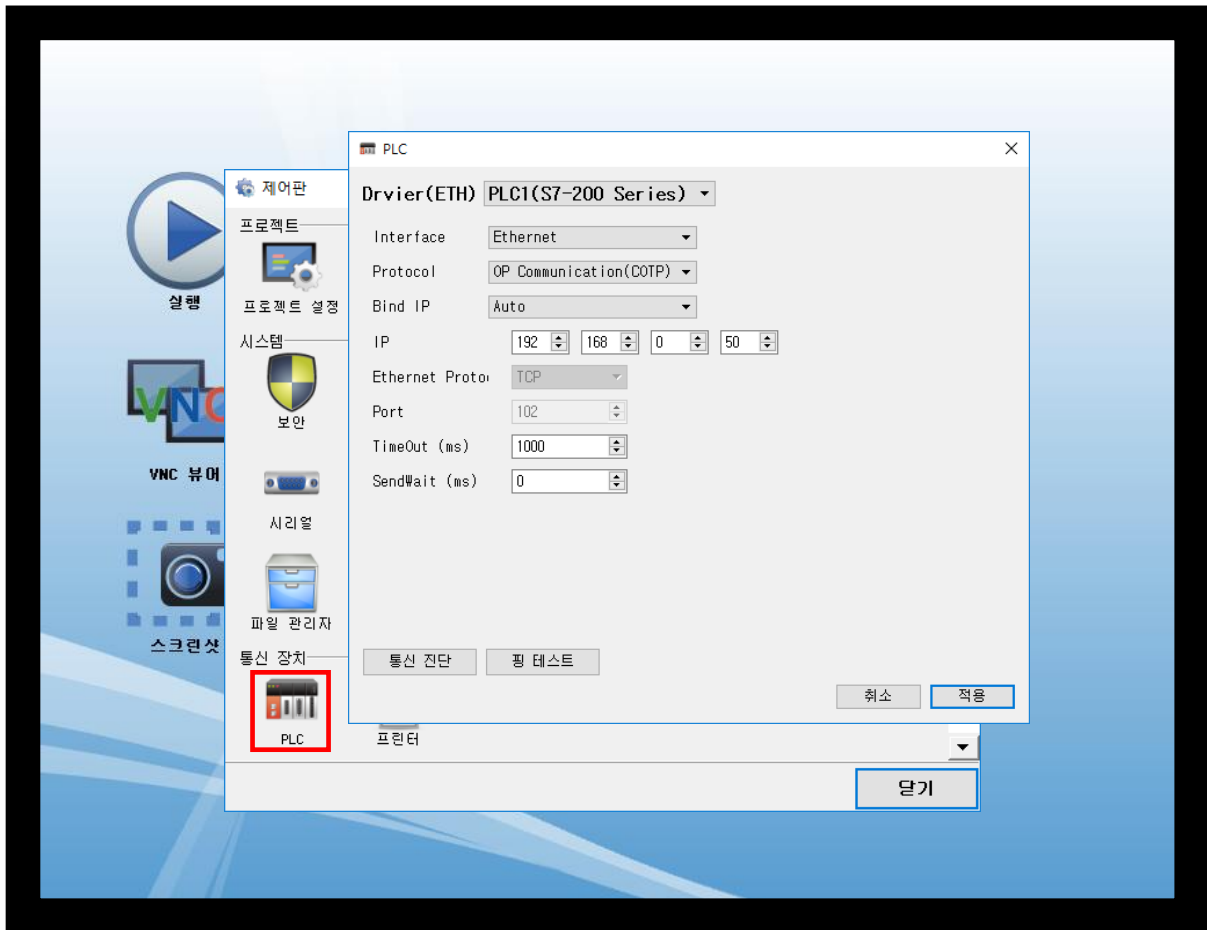 실행
VNC
VNC 뷰어
스크린샷
제어판
프로젝트
프로젝트 설정
시스템
보안
시리얼
파일 관리자
통신 장치
PLC
프린터
닫기
PLC
Drvier(ETH) PLC1(S7-200 Series)
Interface Ethernet
Protocol OP Communication(COTP)
Bind IP Auto
IP 192 168 0 50
Ethernet Proto TCP
Port 102
TimeOut (ms) 1000
SendWait (ms) 0
통신 진단 핑 테스트
취소 적용